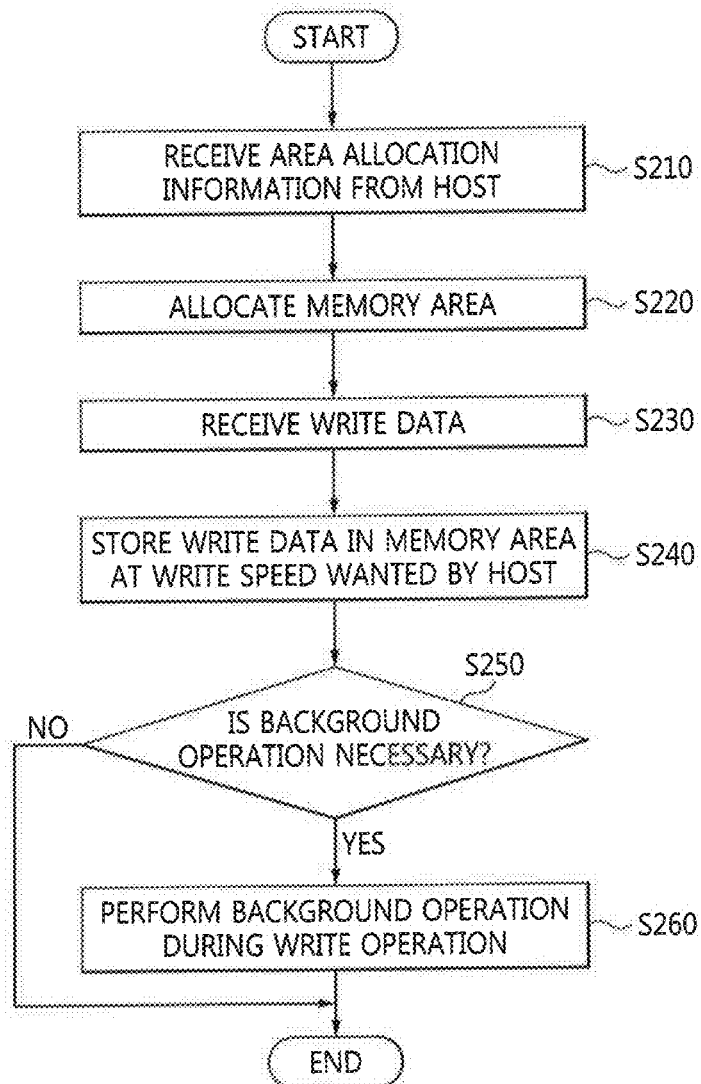 START
RECEIVE AREA ALLOCATION
INFORMATION FROM HOST
S210
ALLOCATE MEMORY AREA
S220
RECEIVE WRITE DATA
S230
STORE WRITE DATA IN MEMORY AREA
AT WRITE SPEED WANTED BY HOST
S240
S250
IS BACKGROUND
OPERATION NECESSARY?
NO
YES
PERFORM BACKGROUND OPERATION
DURING WRITE OPERATION
S260
END